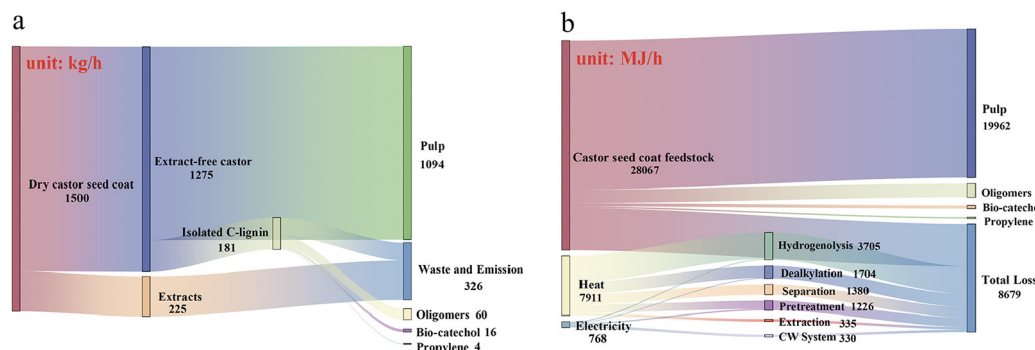 a
unit: kg/h
Dry castor seed coat
1500
Extract-free castor
1275
Isolated C-lignin
181
Extracts
225
Pulp
1094
Waste and Emission
326
Oligomers 60
Bio-catechol 16
Propylene 4
b
unit: MJ/h
Castor seed coat feedstock
28067
Heat
7911
Electricity
768
Hydrogenolysis 3705
Dealkylation 1704
Separation 1380
Pretreatment 1226
Extraction 335
CW System 330
Pulp
19962
Oligomers
Bio-catecho
Propylene
Total Loss
8679